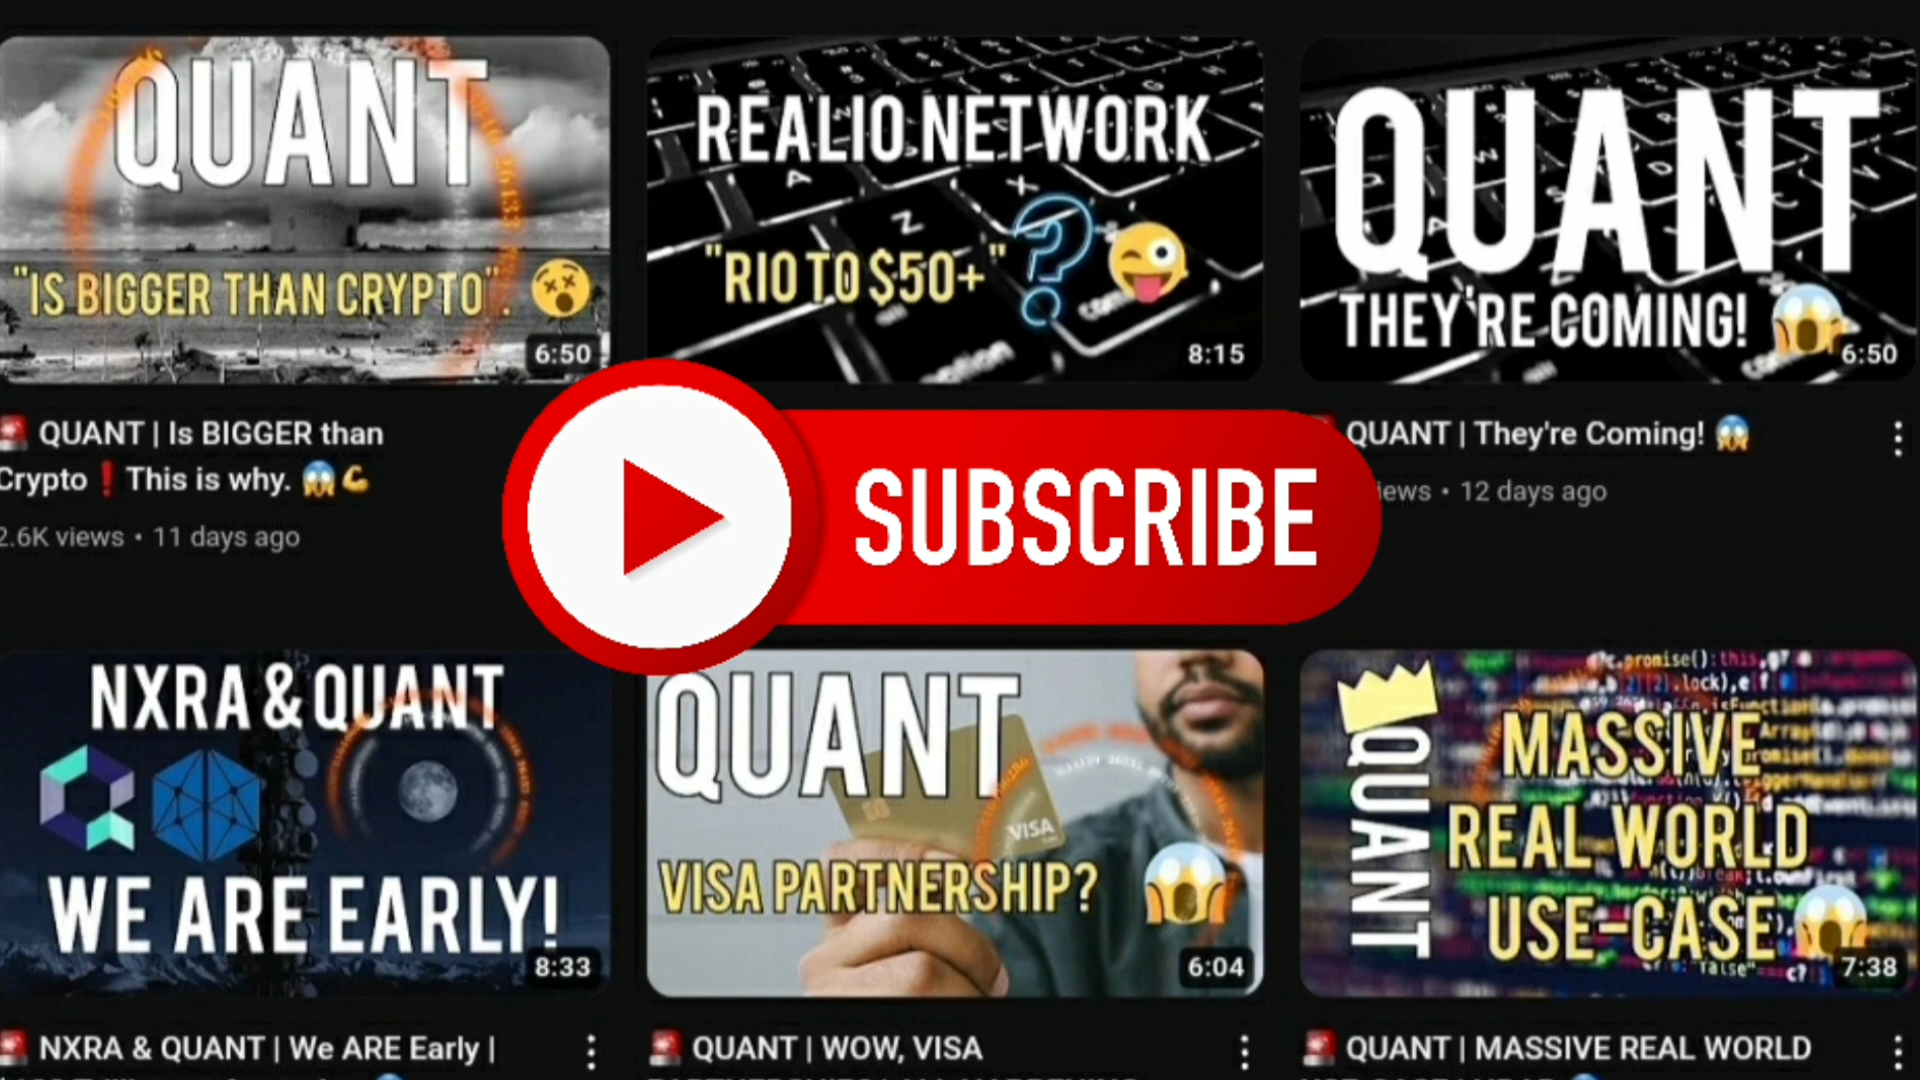 QUANT
"IS BIGGER THAN CRYPTO".
6:50
REALIO NETWORK
"RIO TO $50+"
option
8:15
QUANT
THEY'RE COMING!
6:50
QUANT | Is BIGGER than
Crypto❗This is why. 😱💪
2.6K views • 11 days ago
SUBSCRIBE
QUANT | They're Coming! 😱
iews • 12 days ago
NXRA & QUANT
WE ARE EARLY!
8:33
QUANT
VISA
VISA PARTNERSHIP?
6:04
QUANT
MASSIVE
REAL WORLD
USE-CASE
7:38
🚨 NXRA & QUANT | We ARE Early |
🚨 QUANT | WOW, VISA
🚨 QUANT | MASSIVE REAL WORLD